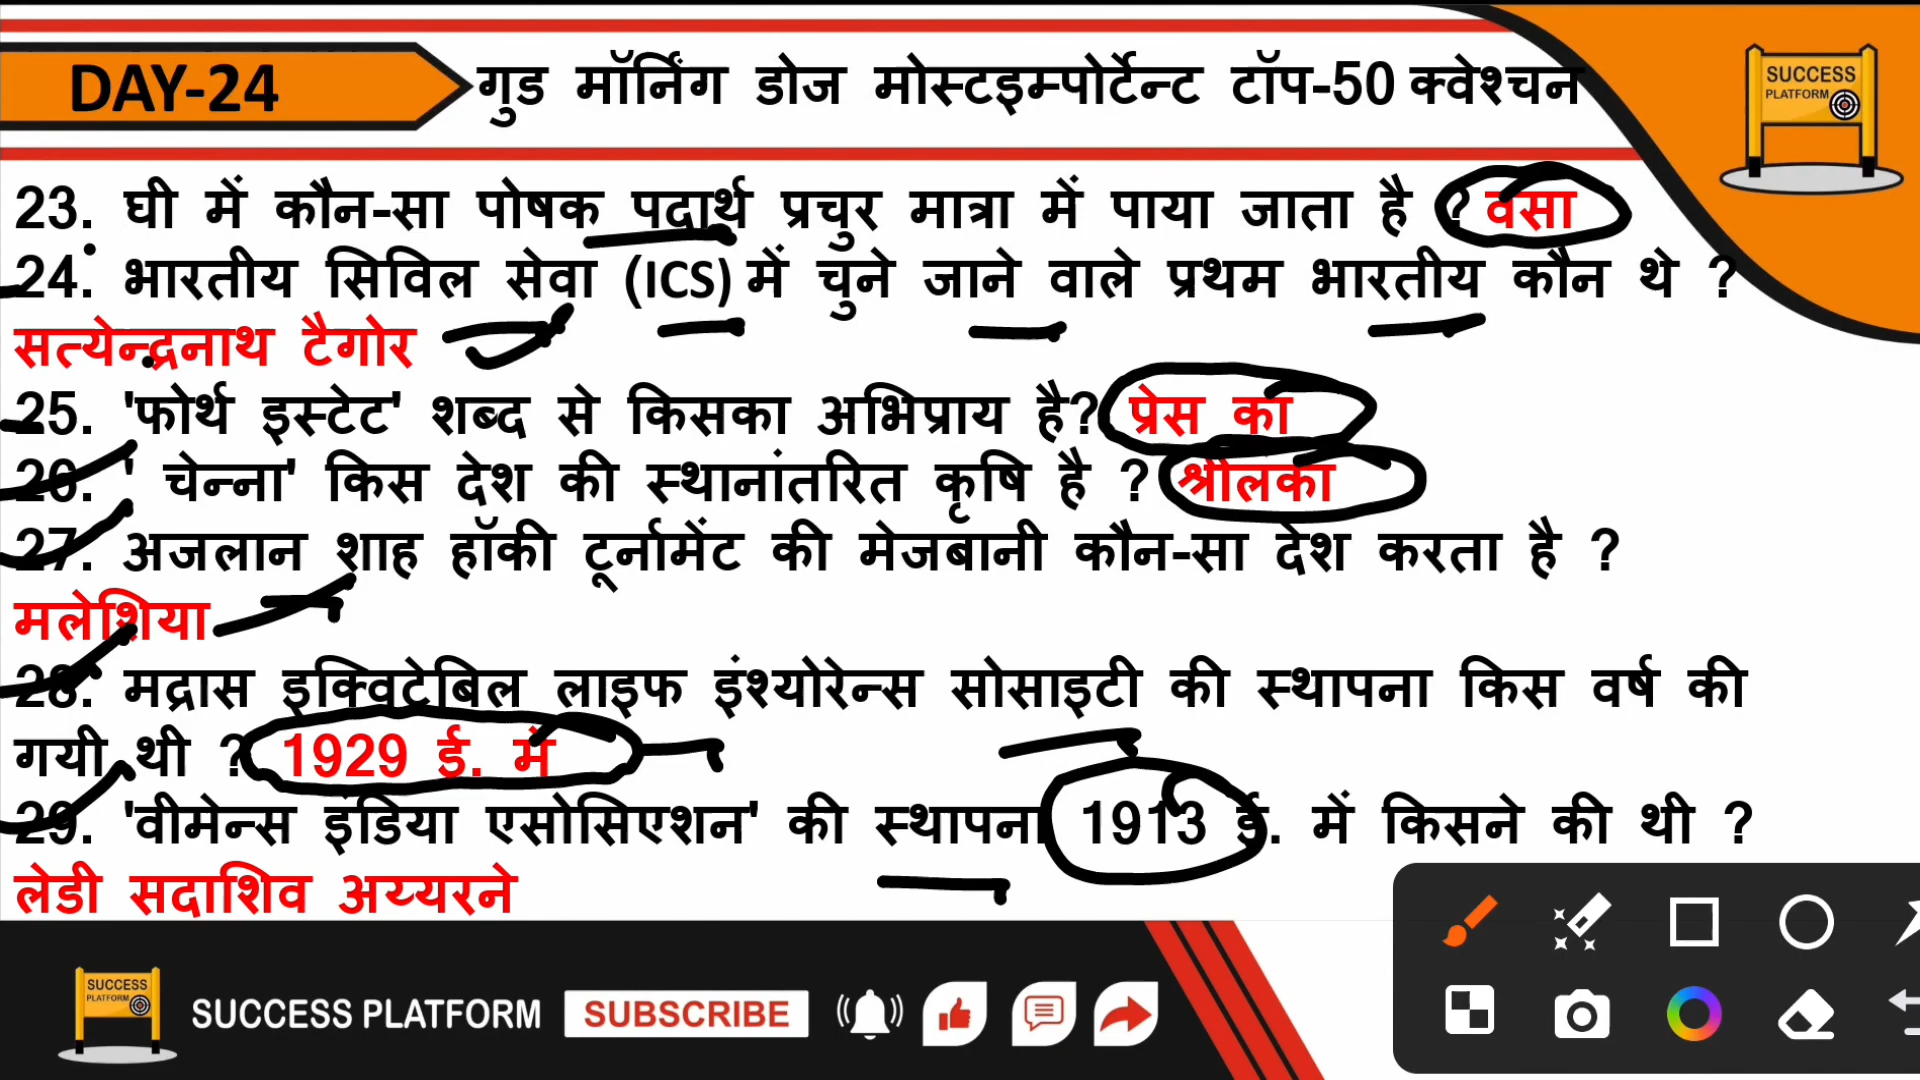 DAY-24
गुड मॉर्निंग डोज मोस्टइम्पोर्टेन्ट टॉप-50 क्वेश्चन
SUCCESS
PLATFORM
23. घी में कौन-सा पोषक पदार्थ प्रचुर मात्रा में पाया जाता है ? वसा
24. भारतीय सिविल सेवा (ICS) में चुने जाने वाले प्रथम भारतीय कौन थे ?
सत्येन्द्रनाथ टैगोर
25. 'फोर्थ इस्टेट' शब्द से किसका अभिप्राय है? प्रेस का
26. ' चेन्ना' किस देश की स्थानांतरित कृषि है ? श्रीलंका
27. अजलान शाह हॉकी टूर्नामेंट की मेजबानी कौन-सा देश करता है ?
मलेशिया
28. मद्रास इक्विटेबिल लाइफ इंश्योरेन्स सोसाइटी की स्थापना किस वर्ष की
गयी थी ? 1929 ई. में
29. 'वीमेन्स इंडिया एसोसिएशन' की स्थापना 1913 ई. में किसने की थी ?
लेडी सदाशिव अय्यरने
SUCCESS
PLATFORM
SUCCESS PLATFORM
SUBSCRIBE